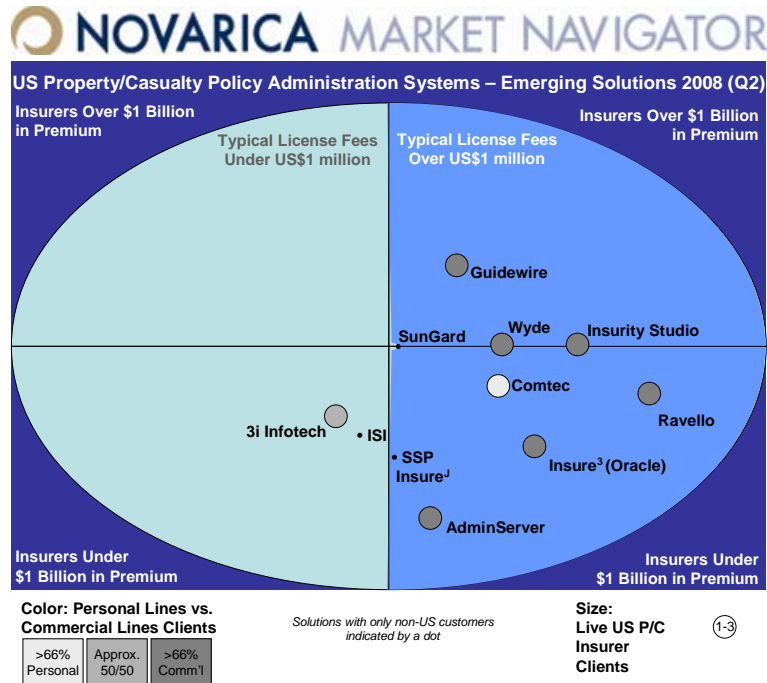 NOVARICA MARKET NAVIGATOR
US Property/Casualty Policy Administration Systems – Emerging Solutions 2008 (Q2)
Insurers Over $1 Billion
in Premium
Insurers Over $1 Billion
in Premium
Typical License Fees
Under US$1 million
Typical License Fees
Over US$1 million
Guidewire
SunGard
Wyde
Insurity Studio
Comtec
Ravello
3i Infotech
ISI
SSP
Insureᴶ
Insure³ (Oracle)
AdminServer
Insurers Under
$1 Billion in Premium
Insurers Under
$1 Billion in Premium
Color: Personal Lines vs.
Commercial Lines Clients
>66%
Personal
Approx.
50/50
>66%
Comm'l
Solutions with only non-US customers
indicated by a dot
Size:
Live US P/C
Insurer
Clients
1-3